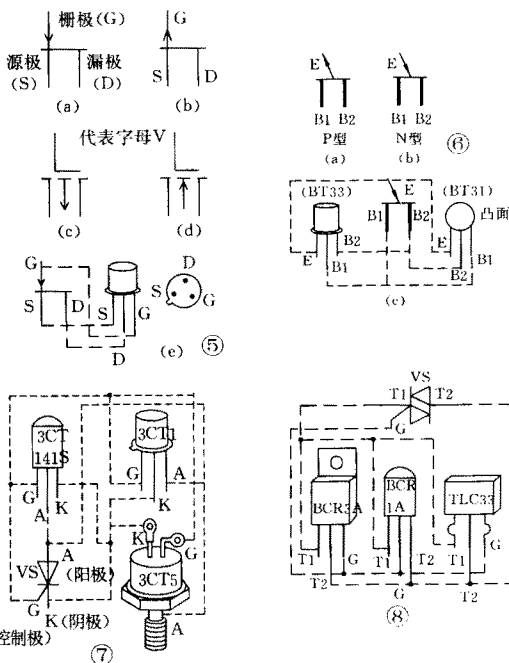 栅极(G)
源极 漏极
(S) (D)
(a)
G
S D
(b)
代表字母V
(c) (d)
G
S
D
S G
D
D
S G
(e) ⑤
E E
B1 B2 B1 B2
P型 N型
(a) (b) ⑥
(BT33) E (BT31)
B1 B2 凸面
B2 E
E B1 B2 B1
(c)
3CT
141S
3CT1
G K
A
G A
K
K G
A
VS (阳极)
G
K(阴极)
控制极)
3CT5
A
⑦
VS
T1 T2
G
BCR3A
BCR
1A
TLC33
T1 G
T2
T1 T2
G
T1 G
T2
⑧